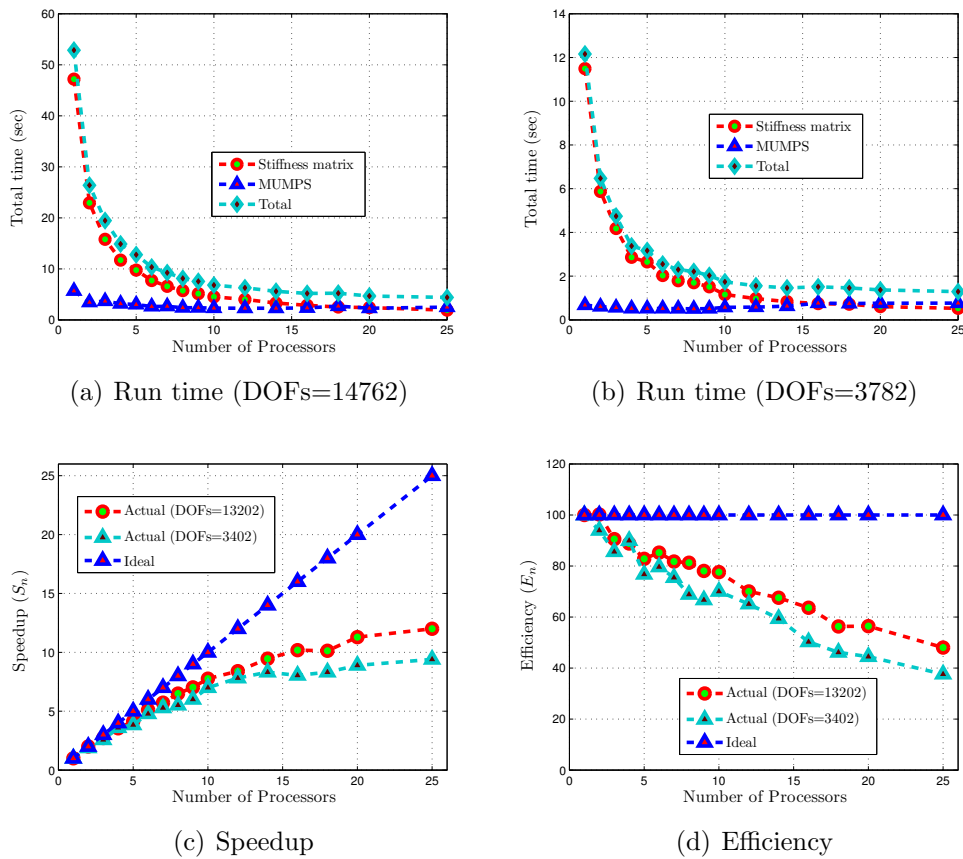 60
50
40
30
20
10
0
0 5 10 15 20 25
Total time (sec)
Number of Processors
Stiffness matrix
MUMPS
Total
(a) Run time (DOFs=14762)
14
12
10
8
6
4
2
0
0 5 10 15 20 25
Total time (sec)
Number of Processors
Stiffness matrix
MUMPS
Total
(b) Run time (DOFs=3782)
25
20
15
10
5
0
0 5 10 15 20 25
Speedup (Sn)
Number of Processors
Actual (DOFs=13202)
Actual (DOFs=3402)
Ideal
(c) Speedup
120
100
80
60
40
20
0
0 5 10 15 20 25
Efficiency (En)
Number of Processors
Actual (DOFs=13202)
Actual (DOFs=3402)
Ideal
(d) Efficiency